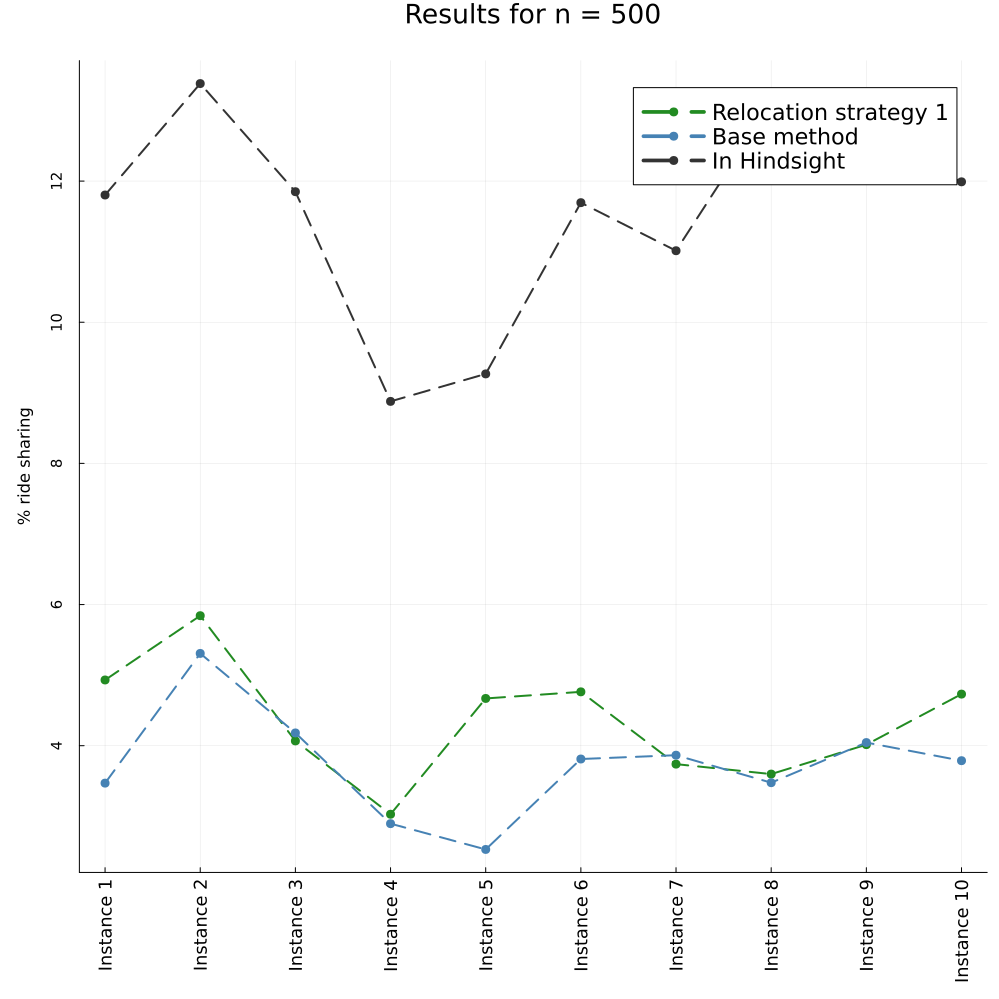 Results for n = 500
Relocation strategy 1
Base method
In Hindsight
% ride sharing
12
10
8
6
4
Instance 1
Instance 2
Instance 3
Instance 4
Instance 5
Instance 6
Instance 7
Instance 8
Instance 9
Instance 10